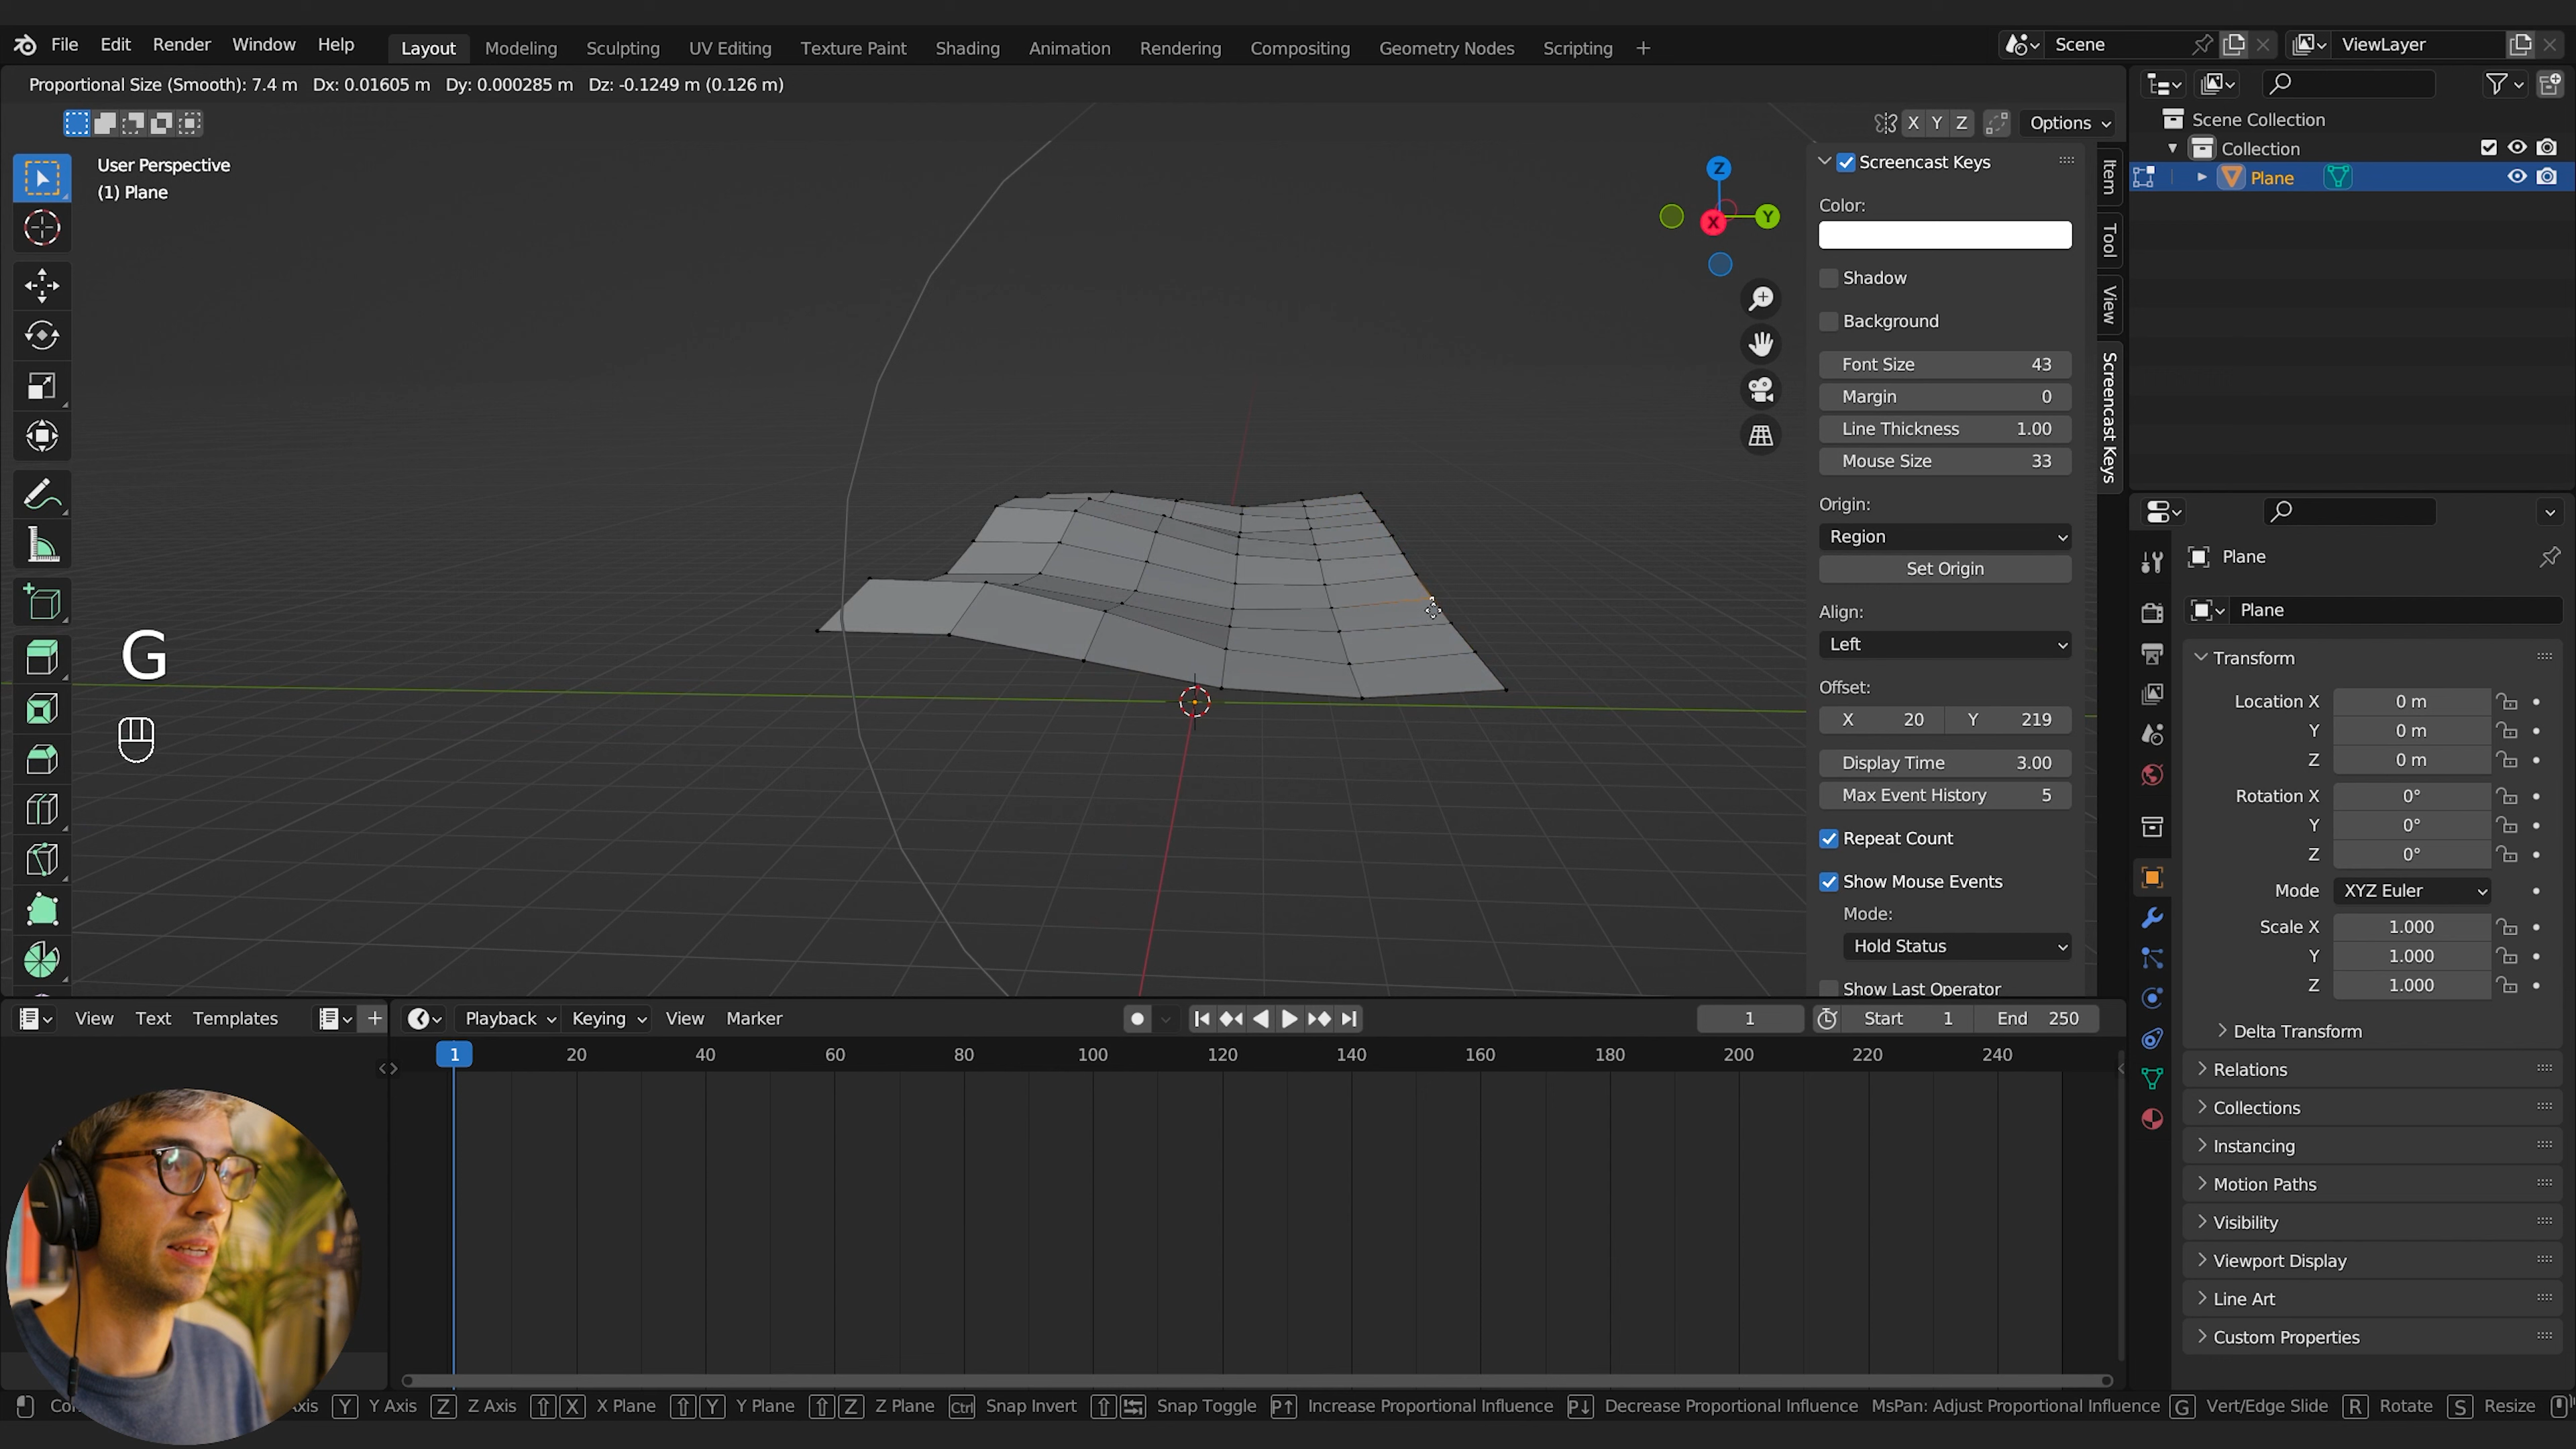 File Edit Render Window Help Layout Modeling Sculpting UV Editing Texture Paint Shading Animation Rendering Compositing Geometry Nodes Scripting + Scene ViewLayer
Proportional Size (Smooth): 7.4 m Dx: 0.01605 m Dy: 0.000285 m Dz: -0.1249 m (0.126 m)
X Y Z Options
User Perspective
(1) Plane
Z
Y
X
G
Screencast Keys
Color:
Shadow
Background
Font Size 43
Margin 0
Line Thickness 1.00
Mouse Size 33
Origin:
Region
Set Origin
Align:
Left
Offset:
X 20 Y 219
Display Time 3.00
Max Event History 5
Repeat Count
Show Mouse Events
Mode:
Hold Status
Show Last Operator
Item
Tool
View
Screencast Keys
Scene Collection
Collection
Plane
Plane
Plane
Transform
Location X 0 m
Y 0 m
Z 0 m
Rotation X 0°
Y 0°
Z 0°
Mode XYZ Euler
Scale X 1.000
Y 1.000
Z 1.000
Delta Transform
Relations
Collections
Instancing
Motion Paths
Visibility
Viewport Display
Line Art
Custom Properties
View Text Templates + Playback Keying View Marker 1 Start 1 End 250
1 20 40 60 80 100 120 140 160 180 200 220 240
Y Y Axis Z Z Axis X X Plane Y Y Plane Z Z Plane Ctrl Snap Invert Snap Toggle P↑ Increase Proportional Influence P↓ Decrease Proportional Influence MsPan: Adjust Proportional Influence G Vert/Edge Slide R Rotate S Resize